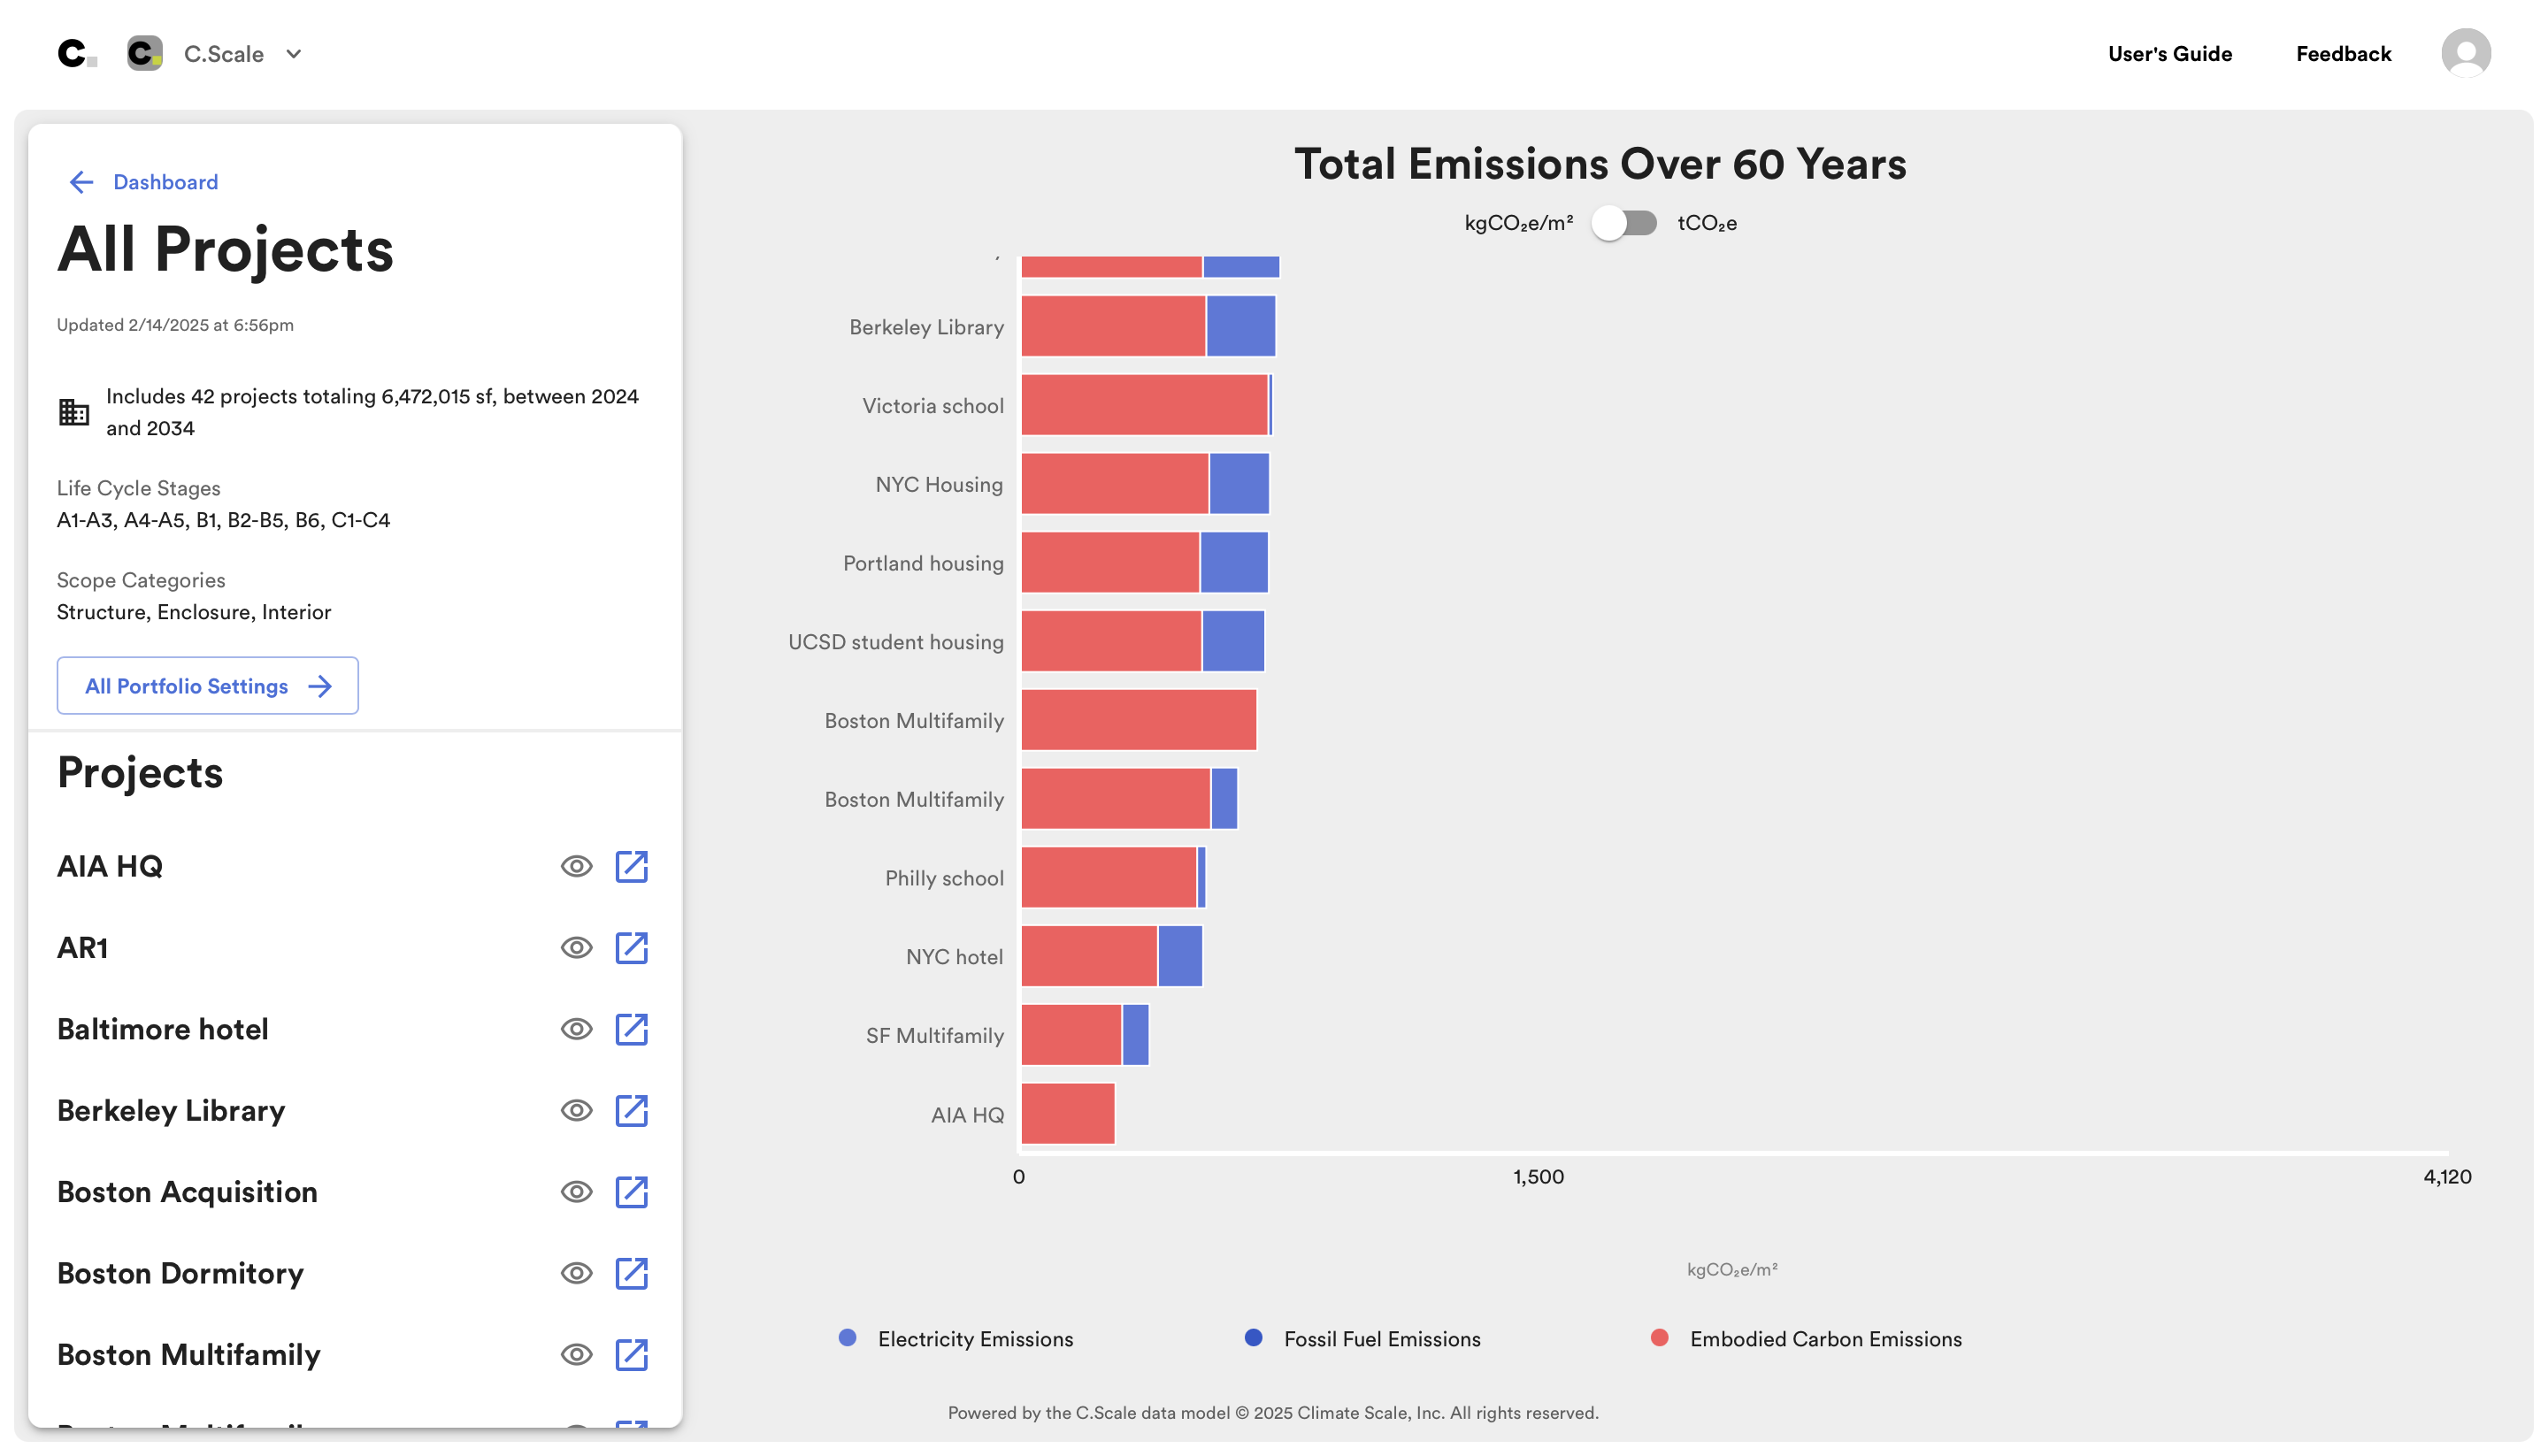 C.
C.
C.Scale
User's Guide
Feedback
Dashboard
All Projects
Updated 2/14/2025 at 6:56pm
Includes 42 projects totaling 6,472,015 sf, between 2024
and 2034
Life Cycle Stages
A1-A3, A4-A5, B1, B2-B5, B6, C1-C4
Scope Categories
Structure, Enclosure, Interior
All Portfolio Settings
Projects
AIA HQ
AR1
Baltimore hotel
Berkeley Library
Boston Acquisition
Boston Dormitory
Boston Multifamily
Total Emissions Over 60 Years
kgCO₂e/m²
tCO₂e
Berkeley Library
Victoria school
NYC Housing
Portland housing
UCSD student housing
Boston Multifamily
Boston Multifamily
Philly school
NYC hotel
SF Multifamily
AIA HQ
0
1,500
4,120
kgCO₂e/m²
Electricity Emissions
Fossil Fuel Emissions
Embodied Carbon Emissions
Powered by the C.Scale data model © 2025 Climate Scale, Inc. All rights reserved.